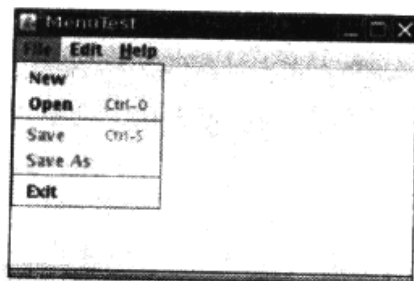 MenuTest
File Edit Help
New
Open Ctrl-O
Save Ctrl-S
Save As
Exit